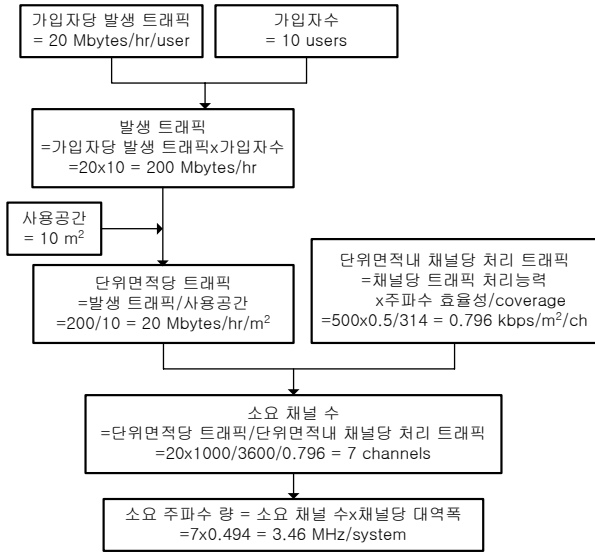 가입자당 발생 트래픽
= 20 Mbytes/hr/user
가입자수
= 10 users
발생 트래픽
=가입자당 발생 트래픽x가입자수
=20x10 = 200 Mbytes/hr
사용공간
= 10 m²
단위면적당 트래픽
=발생 트래픽/사용공간
=200/10 = 20 Mbytes/hr/m²
단위면적내 채널당 처리 트래픽
=채널당 트래픽 처리능력
x주파수 효율성/coverage
=500x0.5/314 = 0.796 kbps/m²/ch
소요 채널 수
=단위면적당 트래픽/단위면적내 채널당 처리 트래픽
=20x1000/3600/0.796 = 7 channels
소요 주파수 량 = 소요 채널 수x채널당 대역폭
=7x0.494 = 3.46 MHz/system